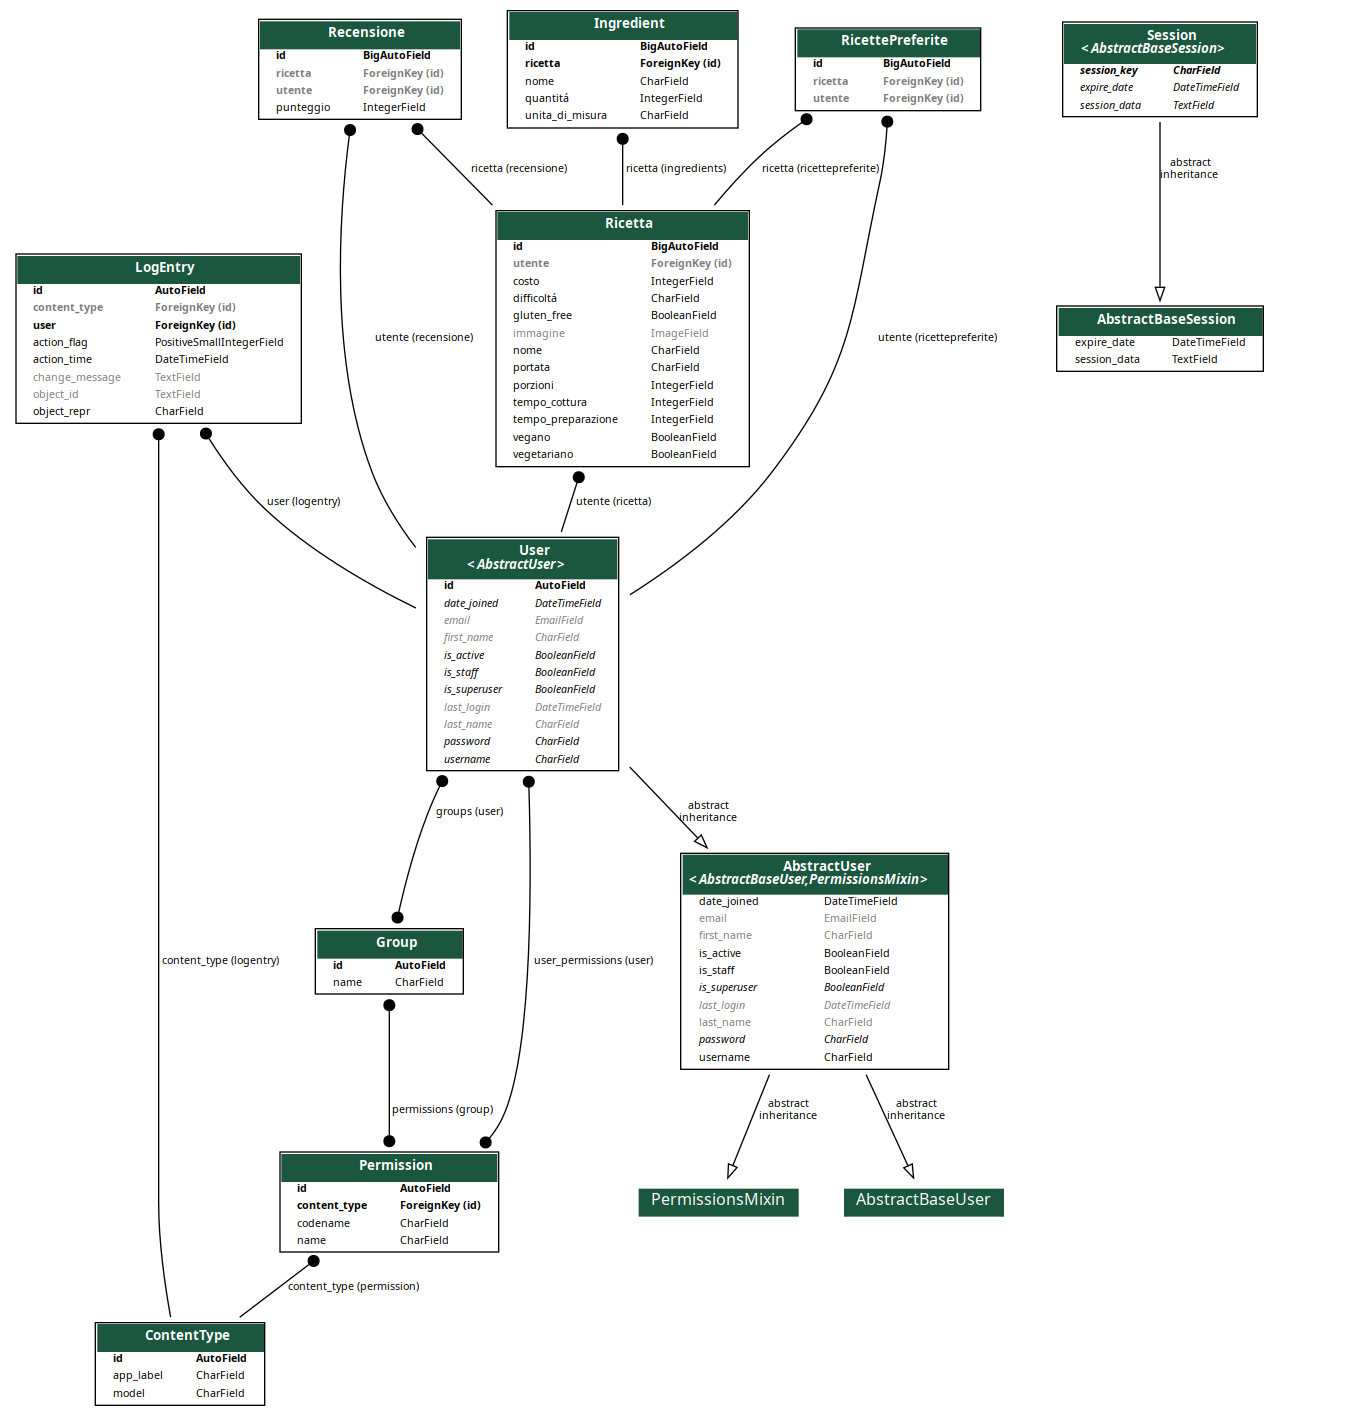 Recensione
id BigAutoField
ricetta ForeignKey (id)
utente ForeignKey (id)
punteggio IntegerField
Ingredient
id BigAutoField
ricetta ForeignKey (id)
nome CharField
quantitá IntegerField
unita_di_misura CharField
RicettePreferite
id BigAutoField
ricetta ForeignKey (id)
utente ForeignKey (id)
Session
< AbstractBaseSession>
session_key CharField
expire_date DateTimeField
session_data TextField
ricetta (recensione)
ricetta (ingredients)
ricetta (ricettepreferite)
abstract
inheritance
Ricetta
id BigAutoField
utente ForeignKey (id)
costo IntegerField
difficoltá CharField
gluten_free BooleanField
immagine ImageField
nome CharField
portata CharField
porzioni IntegerField
tempo_cottura IntegerField
tempo_preparazione IntegerField
vegano BooleanField
vegetariano BooleanField
LogEntry
id AutoField
content_type ForeignKey (id)
user ForeignKey (id)
action_flag PositiveSmallIntegerField
action_time DateTimeField
change_message TextField
object_id TextField
object_repr CharField
AbstractBaseSession
expire_date DateTimeField
session_data TextField
utente (recensione)
utente (ricettepreferite)
user (logentry)
utente (ricetta)
User
< AbstractUser>
id AutoField
date_joined DateTimeField
email EmailField
first_name CharField
is_active BooleanField
is_staff BooleanField
is_superuser BooleanField
last_login DateTimeField
last_name CharField
password CharField
username CharField
groups (user)
abstract
inheritance
AbstractUser
< AbstractBaseUser,PermissionsMixin>
date_joined DateTimeField
email EmailField
first_name CharField
is_active BooleanField
is_staff BooleanField
is_superuser BooleanField
last_login DateTimeField
last_name CharField
password CharField
username CharField
Group
id AutoField
name CharField
content_type (logentry)
user_permissions (user)
permissions (group)
abstract
inheritance
abstract
inheritance
Permission
id AutoField
content_type ForeignKey (id)
codename CharField
name CharField
PermissionsMixin
AbstractBaseUser
content_type (permission)
ContentType
id AutoField
app_label CharField
model CharField